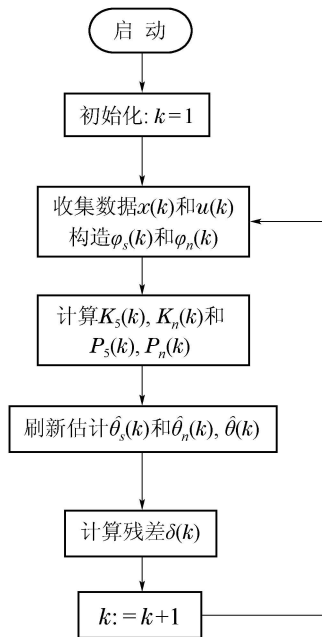 启 动
初始化: k=1
收集数据x(k)和u(k)
构造φₛ(k)和φₙ(k)
计算K₅(k), Kₙ(k)和
P₅(k), Pₙ(k)
刷新估计θ̂ₛ(k)和θ̂ₙ(k), θ̂(k)
计算残差δ(k)
k: =k+1